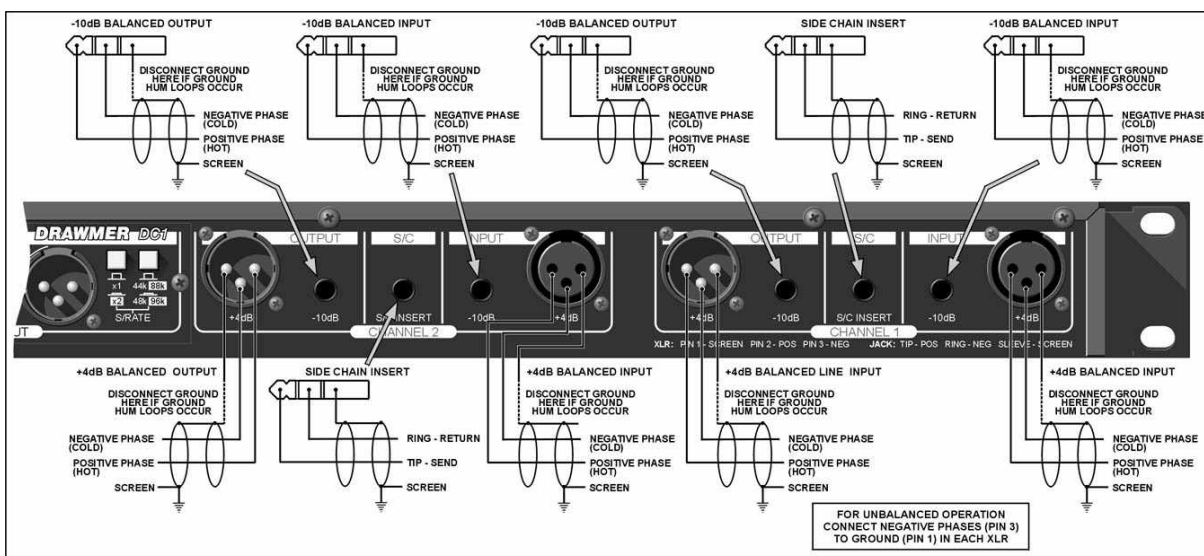 -10dB BALANCED OUTPUT
-10dB BALANCED INPUT
-10dB BALANCED OUTPUT
SIDE CHAIN INSERT
-10dB BALANCED INPUT
DISCONNECT GROUND
HERE IF GROUND
HUM LOOPS OCCUR
NEGATIVE PHASE
(COLD)
POSITIVE PHASE
(HOT)
SCREEN
DISCONNECT GROUND
HERE IF GROUND
HUM LOOPS OCCUR
NEGATIVE PHASE
(COLD)
POSITIVE PHASE
(HOT)
SCREEN
DISCONNECT GROUND
HERE IF GROUND
HUM LOOPS OCCUR
NEGATIVE PHASE
(COLD)
POSITIVE PHASE
(HOT)
SCREEN
RING - RETURN
TIP - SEND
SCREEN
DISCONNECT GROUND
HERE IF GROUND
HUM LOOPS OCCUR
NEGATIVE PHASE
(COLD)
POSITIVE PHASE
(HOT)
SCREEN
DRAWMER DC1
x1 44k 88k
x2 48k 96k
S/RATE
UT
OUTPUT
S/C
INPUT
+4dB
-10dB
S/C INSERT
-10dB
+4dB
CHANNEL 2
OUTPUT
S/C
INPUT
+4dB
-10dB
S/C INSERT
-10dB
+4dB
CHANNEL 1
XLR: PIN 1 - SCREEN PIN 2 - POS PIN 3 - NEG JACK: TIP - POS RING - NEG SLEEVE - SCREEN
+4dB BALANCED OUTPUT
SIDE CHAIN INSERT
+4dB BALANCED INPUT
+4dB BALANCED LINE INPUT
+4dB BALANCED INPUT
DISCONNECT GROUND
HERE IF GROUND
HUM LOOPS OCCUR
NEGATIVE PHASE
(COLD)
POSITIVE PHASE
(HOT)
SCREEN
RING - RETURN
TIP - SEND
SCREEN
DISCONNECT GROUND
HERE IF GROUND
HUM LOOPS OCCUR
NEGATIVE PHASE
(COLD)
POSITIVE PHASE
(HOT)
SCREEN
DISCONNECT GROUND
HERE IF GROUND
HUM LOOPS OCCUR
NEGATIVE PHASE
(COLD)
POSITIVE PHASE
(HOT)
SCREEN
DISCONNECT GROUND
HERE IF GROUND
HUM LOOPS OCCUR
NEGATIVE PHASE
(COLD)
POSITIVE PHASE
(HOT)
SCREEN
FOR UNBALANCED OPERATION
CONNECT NEGATIVE PHASES (PIN 3)
TO GROUND (PIN 1) IN EACH XLR